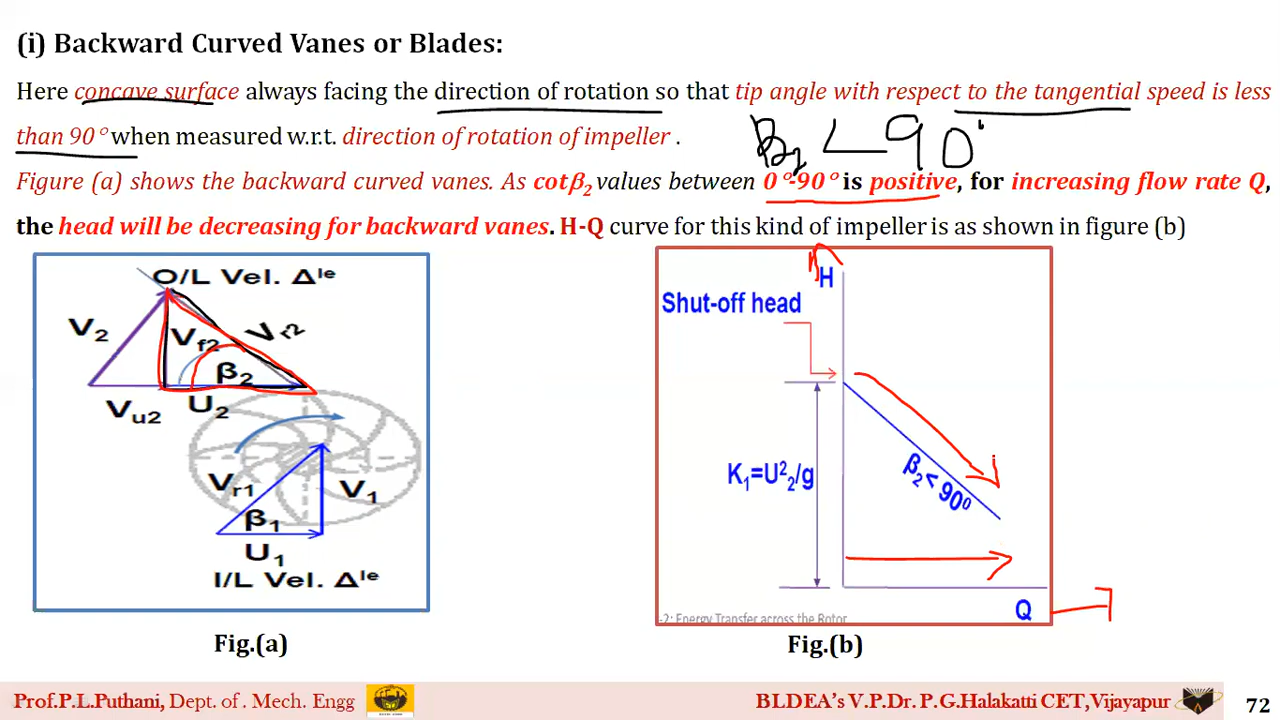 (i) Backward Curved Vanes or Blades:
Here concave surface always facing the direction of rotation so that tip angle with respect to the tangential speed is less
than 90° when measured w.r.t. direction of rotation of impeller .
β₂ < 90°
Figure (a) shows the backward curved vanes. As cotβ₂ values between 0°-90° is positive, for increasing flow rate Q,
the head will be decreasing for backward vanes. H-Q curve for this kind of impeller is as shown in figure (b)
O/L Vel. Δˡᵉ
V₂
Vf2
Vr2
β₂
Vu2
U₂
Vr1
V₁
β₁
U₁
I/L Vel. Δˡᵉ
Fig.(a)
H
Shut-off head
K₁=U²₂/g
β₂< 90⁰
Q
-2: Energy Transfer across the Rotor
Fig.(b)
Prof.P.L.Puthani, Dept. of . Mech. Engg
BLDEA's V.P.Dr. P.G.Halakatti CET,Vijayapur
72